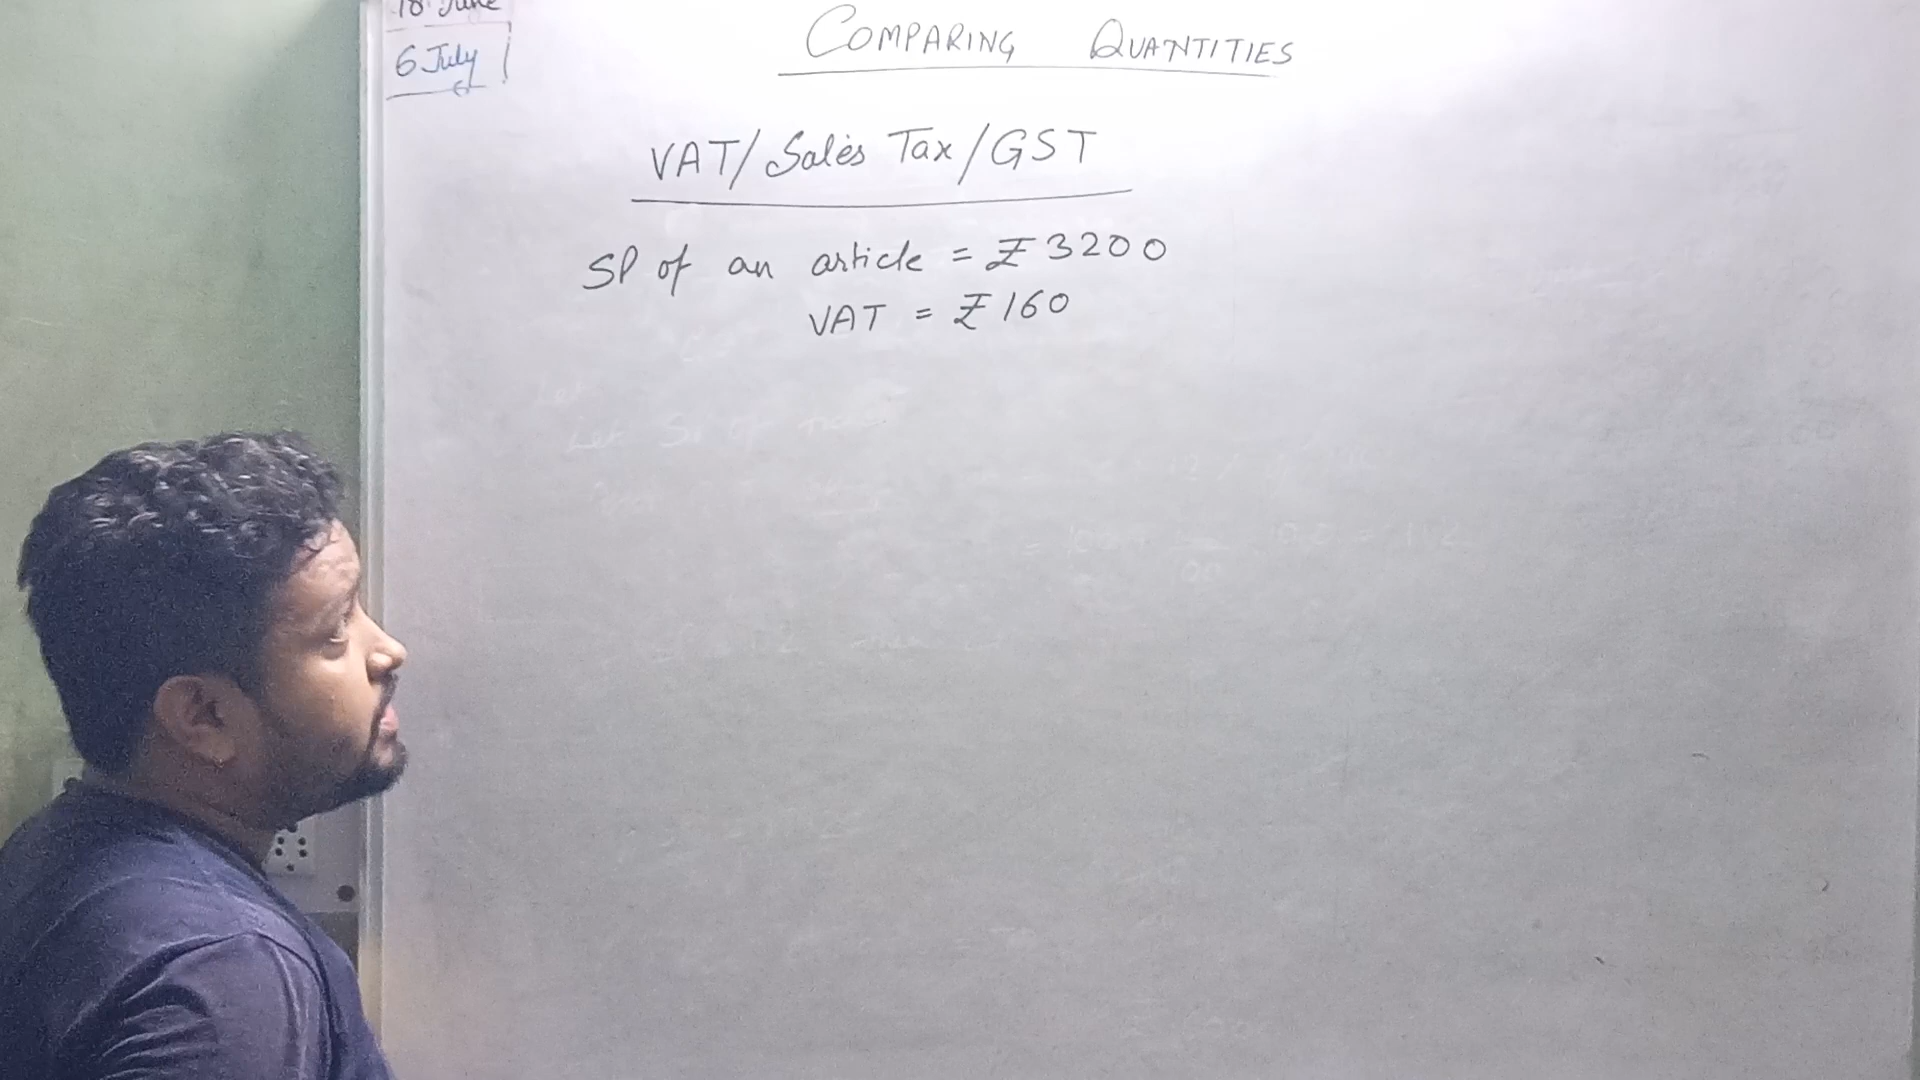 18 June
6 July
COMPARING QUANTITIES
VAT/Sales Tax/GST
SP of an article = ₹3200
VAT = ₹160